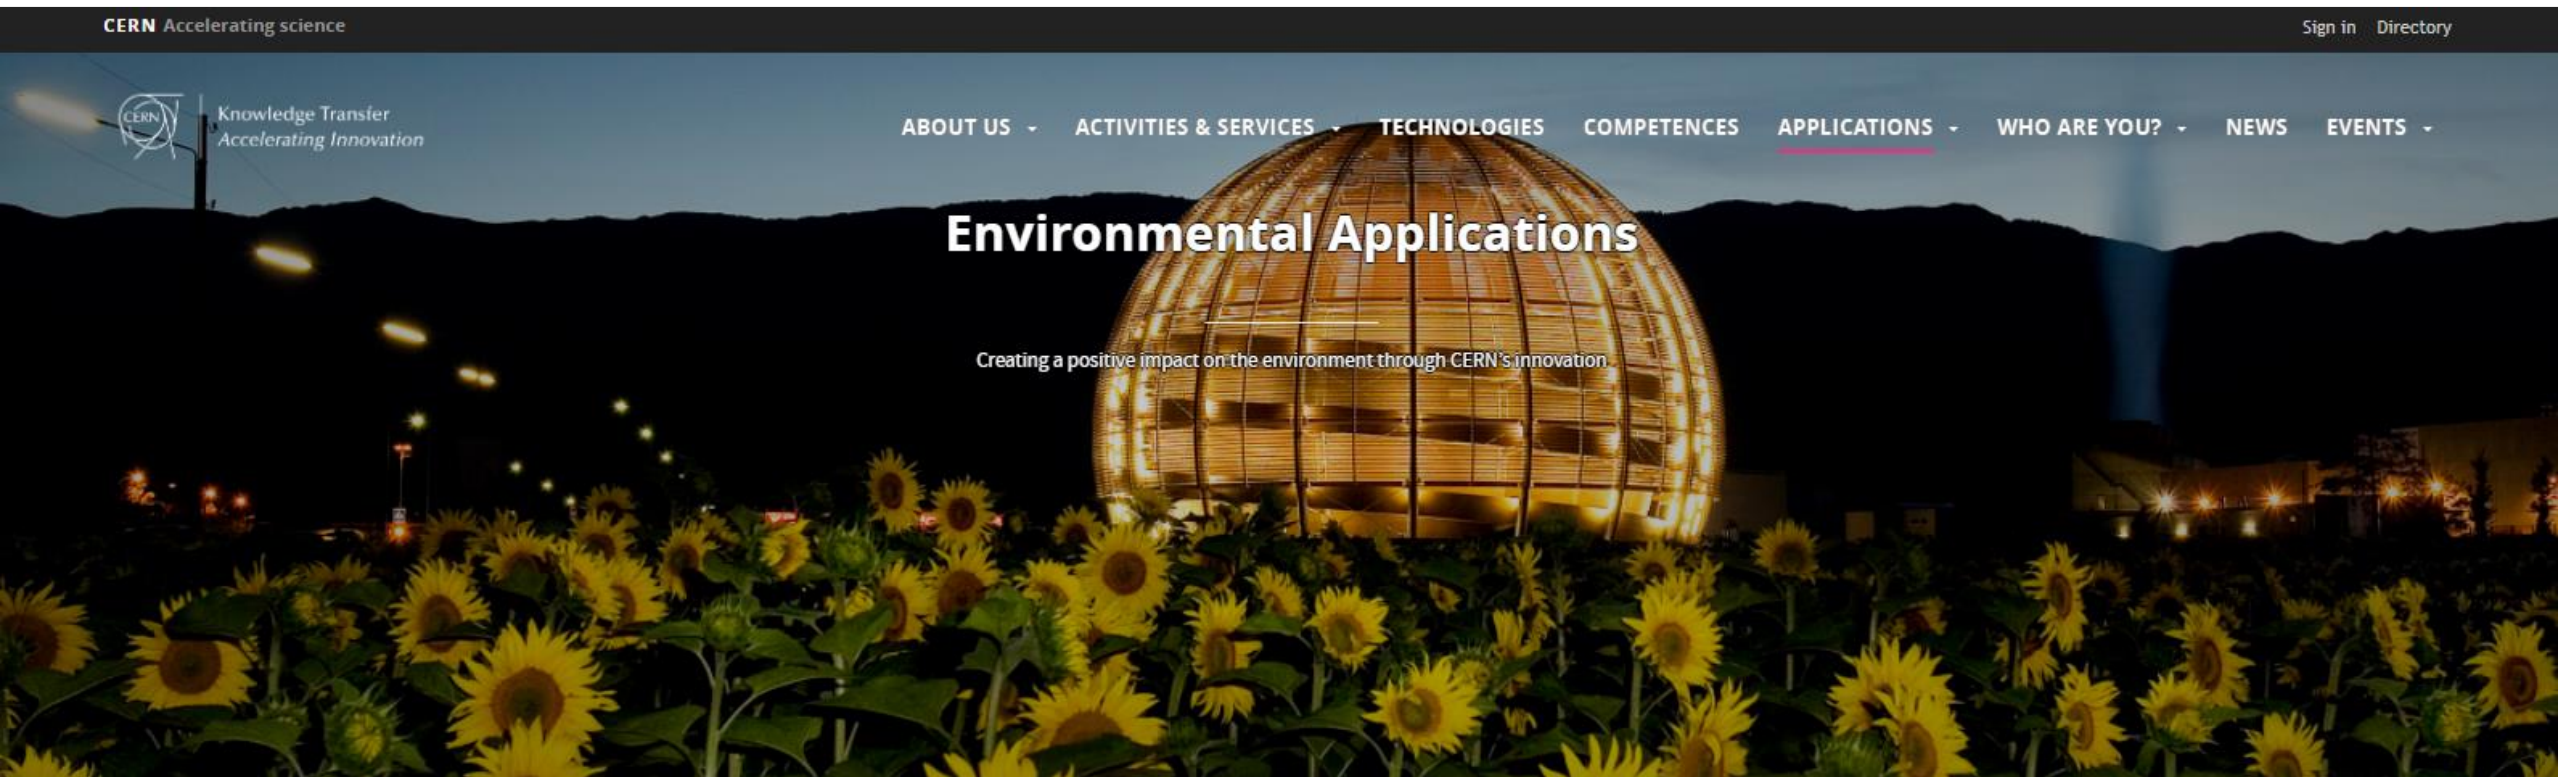 CERN Accelerating science
Sign in Directory
CERN
Knowledge Transfer
Accelerating Innovation
ABOUT US ACTIVITIES & SERVICES TECHNOLOGIES COMPETENCES APPLICATIONS WHO ARE YOU? NEWS EVENTS
Environmental Applications
Creating a positive impact on the environment through CERN's innovation